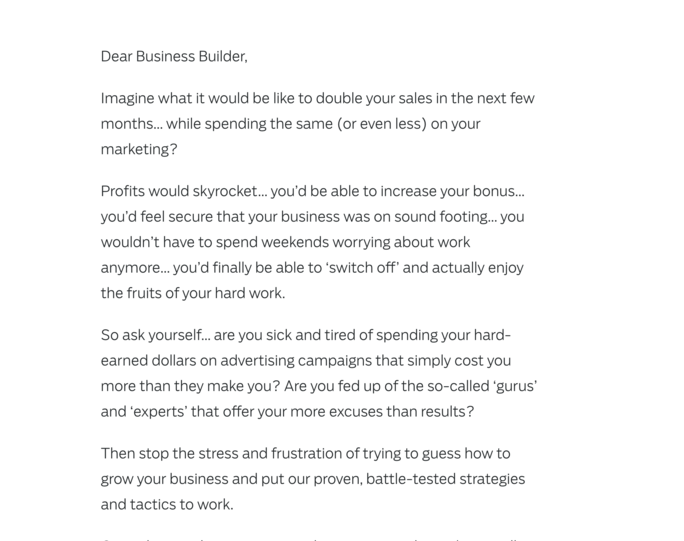 Dear Business Builder,
Imagine what it would be like to double your sales in the next few
months... while spending the same (or even less) on your
marketing?
Profits would skyrocket... you’d be able to increase your bonus...
you’d feel secure that your business was on sound footing... you
wouldn’t have to spend weekends worrying about work
anymore... you’d finally be able to ‘switch off’ and actually enjoy
the fruits of your hard work.
So ask yourself... are you sick and tired of spending your hard-
earned dollars on advertising campaigns that simply cost you
more than they make you? Are you fed up of the so-called ‘gurus’
and ‘experts’ that offer your more excuses than results?
Then stop the stress and frustration of trying to guess how to
grow your business and put our proven, battle-tested strategies
and tactics to work.